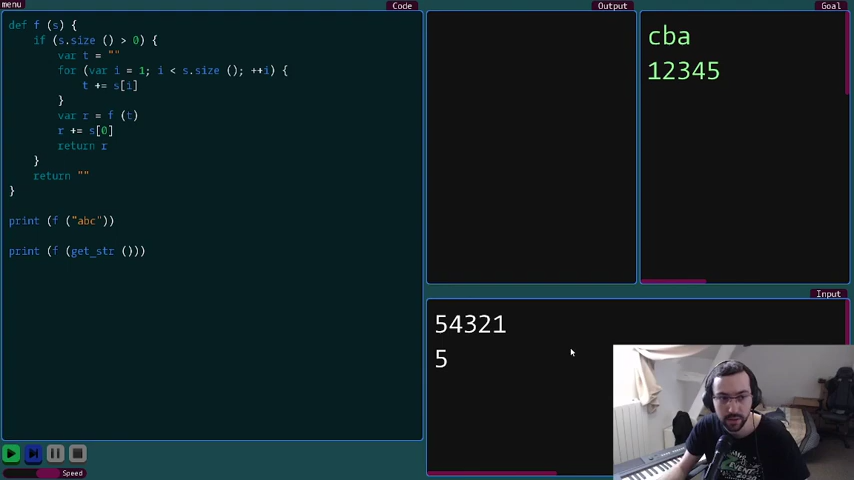 menu
Code
Output
Goal
def f (s) {
if (s.size () > 0) {
var t = ""
for (var i = 1; i < s.size (); ++i) {
t += s[i]
}
var r = f (t)
r += s[0]
return r
}
return ""
}
print (f ("abc"))
print (f (get_str ()))
cba
12345
Input
54321
5
Speed